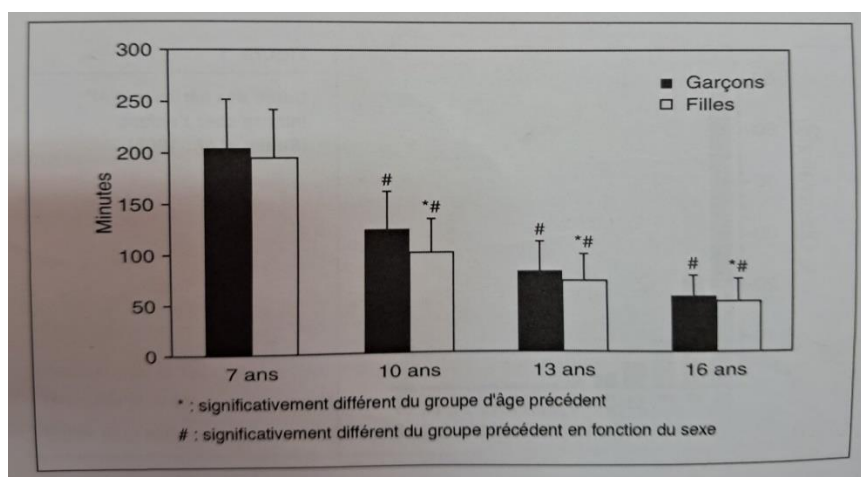 300
250
200
150
100
50
0
Minutes
Garçons
Filles
#
*#
#
*#
#
*#
7 ans
10 ans
13 ans
16 ans
* : significativement différent du groupe d'âge précédent
# : significativement différent du groupe précédent en fonction du sexe